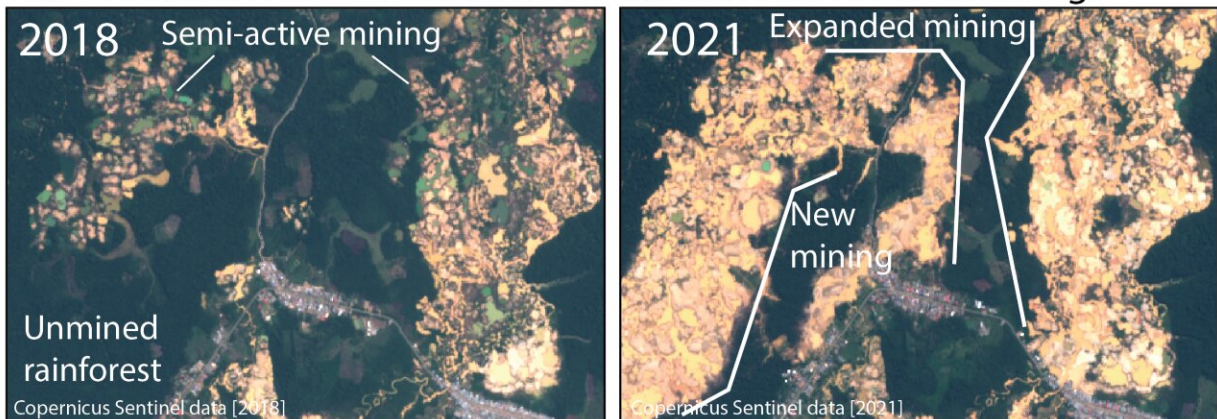 2018
Semi-active mining
Unmined
rainforest
Copernicus Sentinel data [2018]
2021
Expanded mining
New
mining
Copernicus Sentinel data [2021]